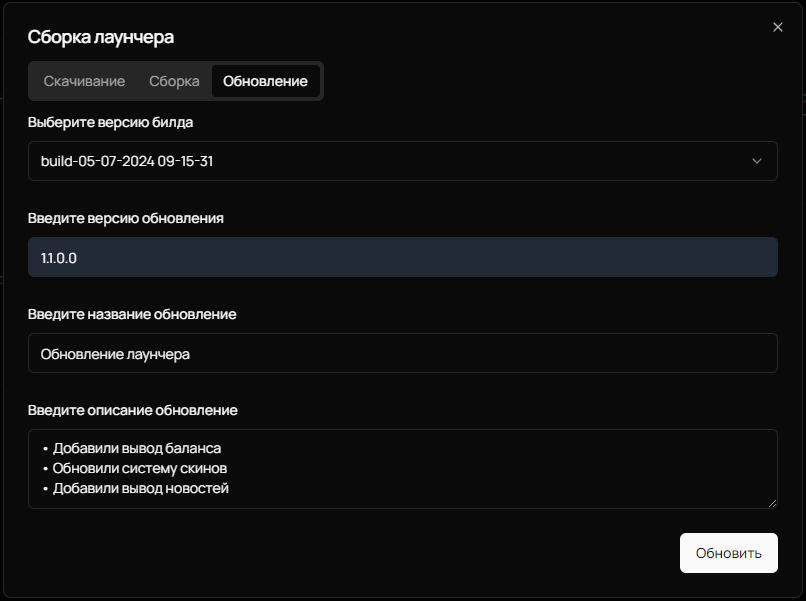 Сборка лаунчера
Скачивание Сборка Обновление
Выберите версию билда
build-05-07-2024 09-15-31
Введите версию обновления
1.1.0.0
Введите название обновление
Обновление лаунчера
Введите описание обновление
• Добавили вывод баланса
• Обновили систему скинов
• Добавили вывод новостей
Обновить